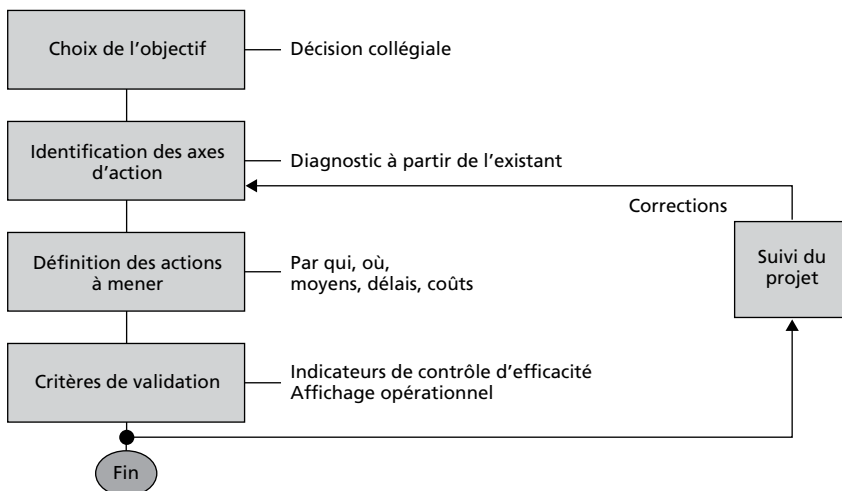 Choix de l'objectif
Décision collégiale
Identification des axes
d'action
Diagnostic à partir de l'existant
Corrections
Définition des actions
à mener
Par qui, où,
moyens, délais, coûts
Suivi du
projet
Critères de validation
Indicateurs de contrôle d'efficacité
Affichage opérationnel
Fin